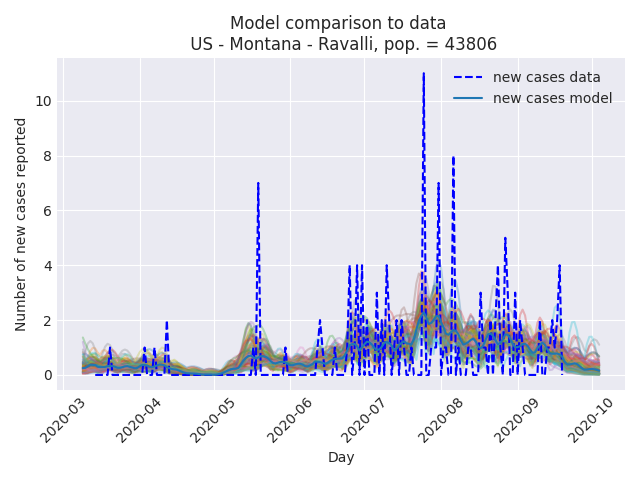 Model comparison to data
US - Montana - Ravalli, pop. = 43806
new cases data
new cases model
Number of new cases reported
10
8
6
4
2
0
2020-03
2020-04
2020-05
2020-06
2020-07
2020-08
2020-09
2020-10
Day